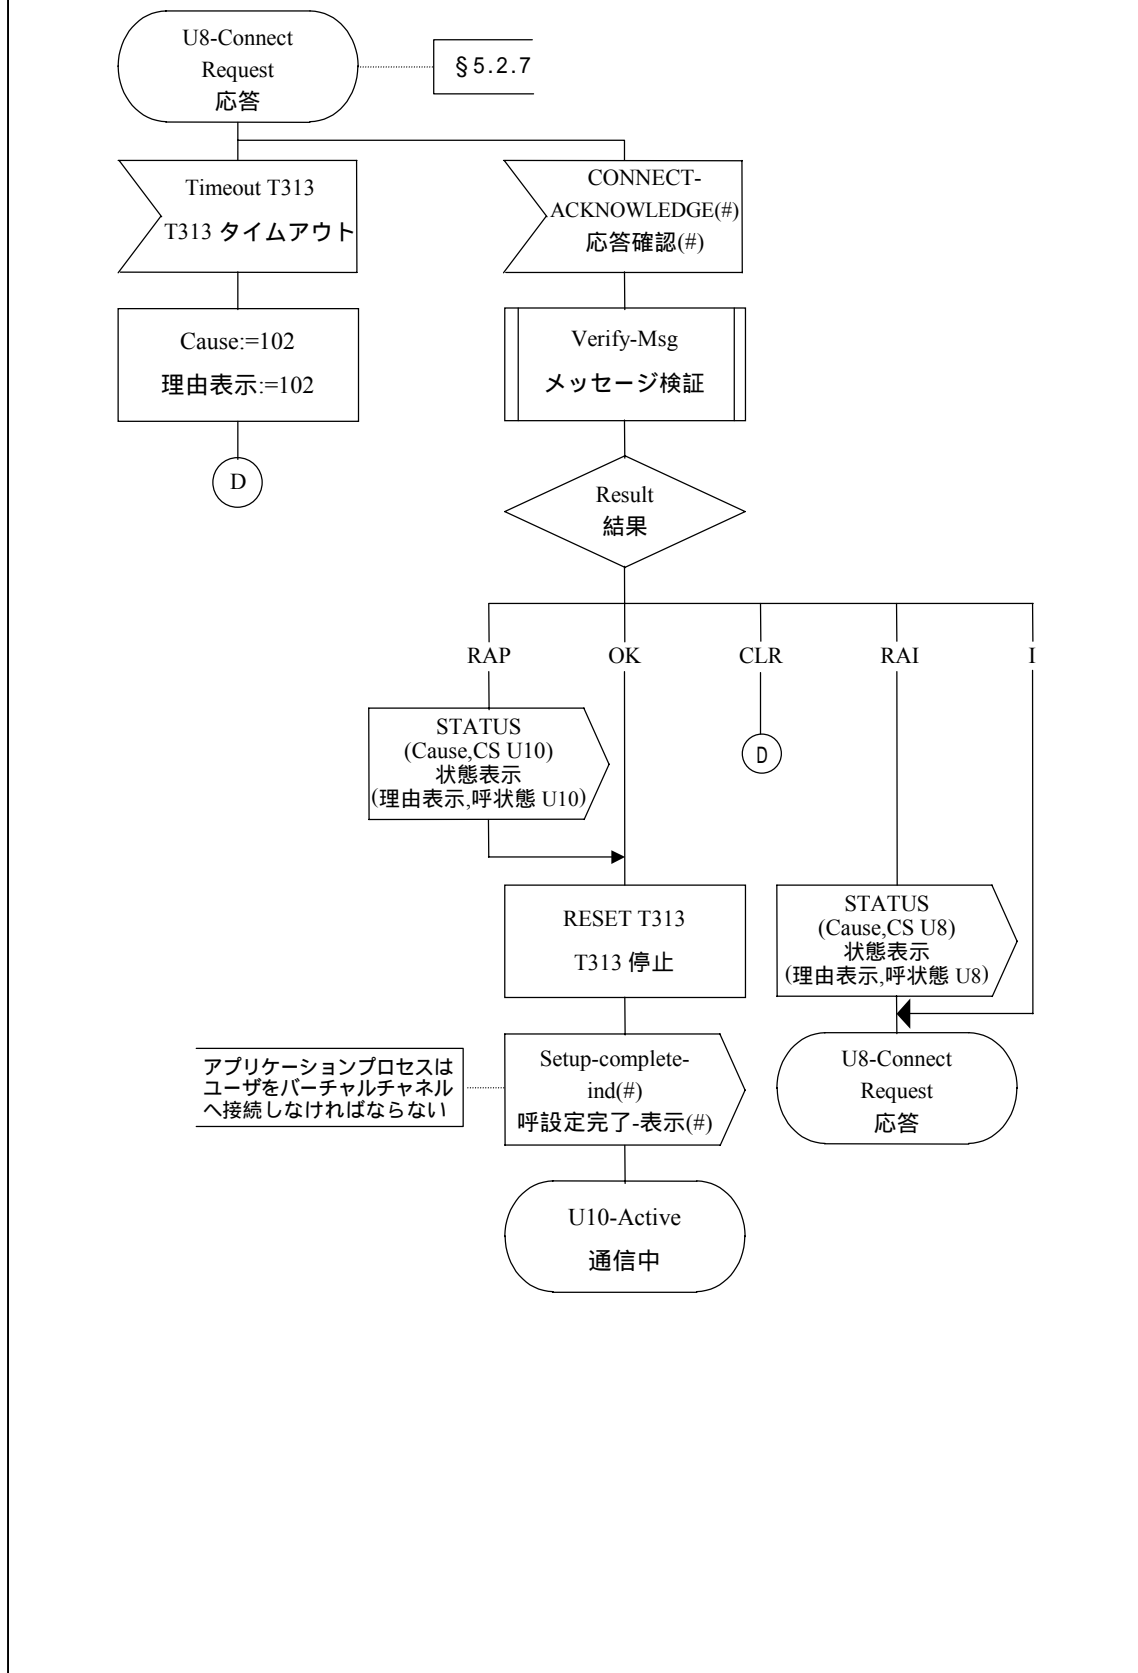 U8-Connect
Request
応答
§5.2.7
Timeout T313
T313 タイムアウト
CONNECT-
ACKNOWLEDGE(#)
応答確認(#)
Cause:=102
理由表示:=102
Verify-Msg
メッセージ検証
D
Result
結果
RAP
OK
CLR
RAI
I
STATUS
(Cause,CS U10)
状態表示
(理由表示,呼状態 U10)
D
RESET T313
T313 停止
STATUS
(Cause,CS U8)
状態表示
(理由表示,呼状態 U8)
アプリケーションプロセスは
ユーザをバーチャルチャネル
へ接続しなければならない
Setup-complete-
ind(#)
呼設定完了-表示(#)
U8-Connect
Request
応答
U10-Active
通信中